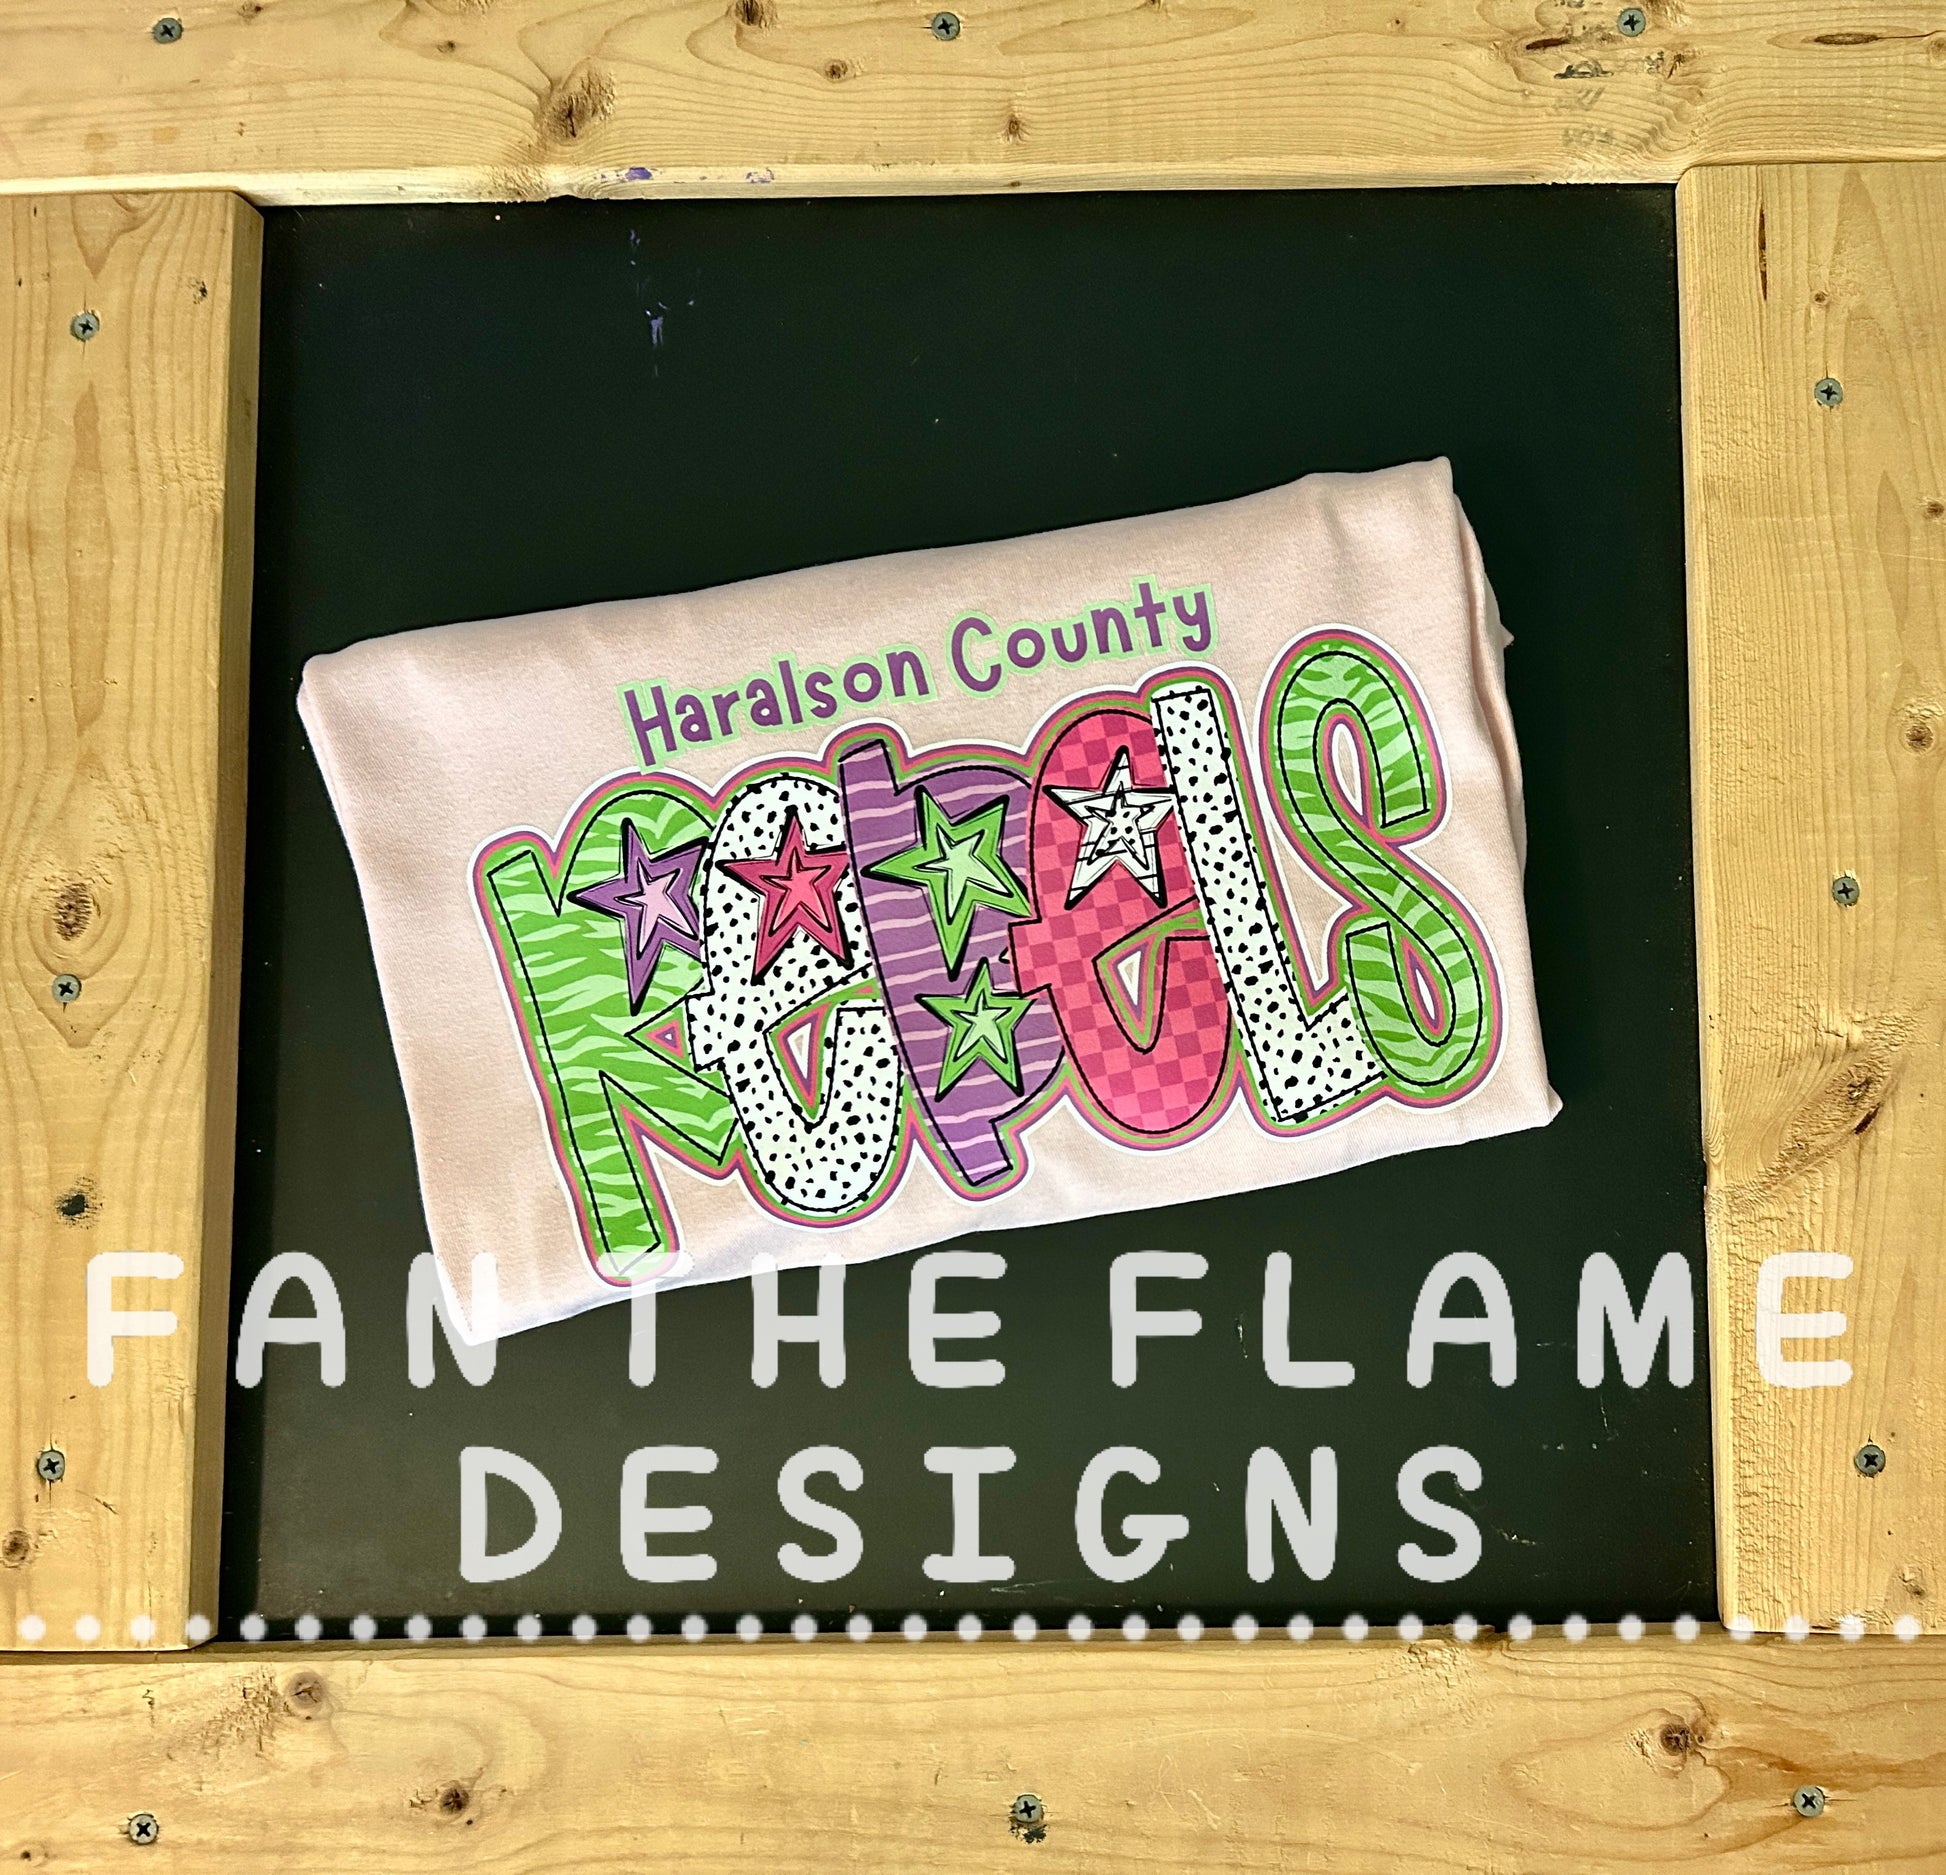 Haralson County
RebeLS
FAN THE FLAME
DESIGNS